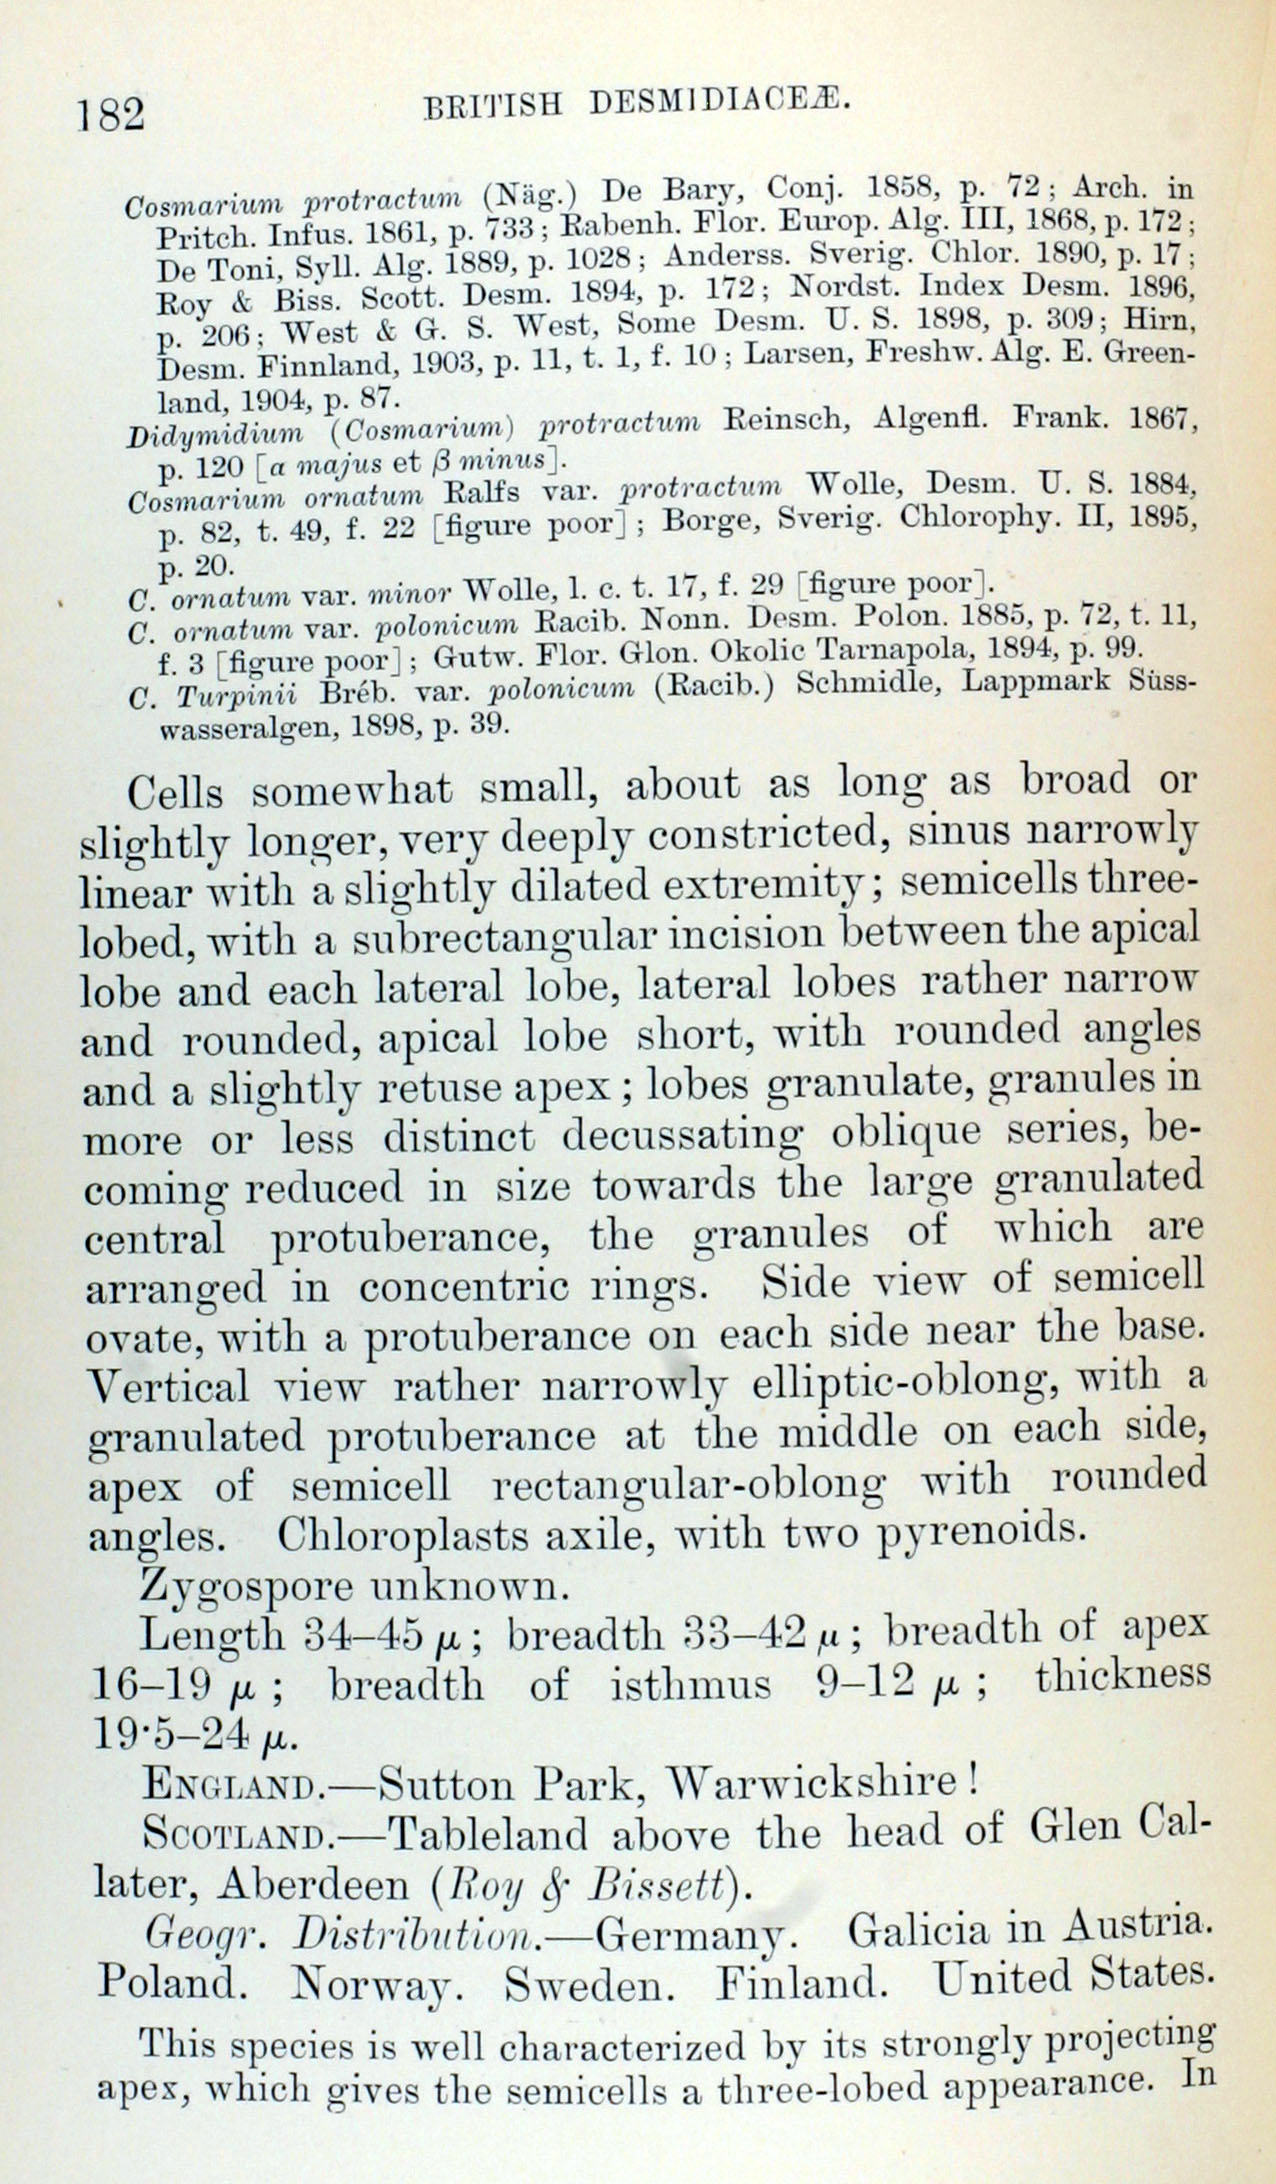 182
BRITISH DESMIDIACEÆ.
Cosmarium protractum (Näg.) De Bary, Conj. 1858, p. 72; Arch. in
Pritch. Infus. 1861, p. 733; Rabenh. Flor. Europ. Alg. III, 1868, p. 172;
De Toni, Syll. Alg. 1889, p. 1028; Anderss. Sverig. Chlor. 1890, p. 17;
Roy & Biss. Scott. Desm. 1894, p. 172; Nordst. Index Desm. 1896,
p. 206; West & G. S. West, Some Desm. U. S. 1898, p. 309; Hirn,
Desm. Finnland, 1903, p. 11, t. 1, f. 10; Larsen, Freshw. Alg. E. Green-
land, 1904, p. 87.
Didymidium (Cosmarium) protractum Reinsch, Algenfl. Frank. 1867,
p. 120 [α majus et β minus].
Cosmarium ornatum Ralfs var. protractum Wolle, Desm. U. S. 1884,
p. 82, t. 49, f. 22 [figure poor]; Borge, Sverig. Chlorophy. II, 1895,
p. 20.
C. ornatum var. minor Wolle, l. c. t. 17, f. 29 [figure poor].
C. ornatum var. polonicum Racib. Nonn. Desm. Polon. 1885, p. 72, t. 11,
f. 3 [figure poor]; Gutw. Flor. Glon. Okolic Tarnapola, 1894, p. 99.
C. Turpinii Bréb. var. polonicum (Racib.) Schmidle, Lappmark Süss-
wasseralgen, 1898, p. 39.
Cells somewhat small, about as long as broad or
slightly longer, very deeply constricted, sinus narrowly
linear with a slightly dilated extremity; semicells three-
lobed, with a subrectangular incision between the apical
lobe and each lateral lobe, lateral lobes rather narrow
and rounded, apical lobe short, with rounded angles
and a slightly retuse apex; lobes granulate, granules in
more or less distinct decussating oblique series, be-
coming reduced in size towards the large granulated
central protuberance, the granules of which are
arranged in concentric rings. Side view of semicell
ovate, with a protuberance on each side near the base.
Vertical view rather narrowly elliptic-oblong, with a
granulated protuberance at the middle on each side,
apex of semicell rectangular-oblong with rounded
angles. Chloroplasts axile, with two pyrenoids.
Zygospore unknown.
Length 34–45 μ; breadth 33–42 μ; breadth of apex
16–19 μ; breadth of isthmus 9–12 μ; thickness
19·5–24 μ.
ENGLAND.—Sutton Park, Warwickshire!
SCOTLAND.—Tableland above the head of Glen Cal-
later, Aberdeen (Roy & Bissett).
Geogr. Distribution.—Germany. Galicia in Austria.
Poland. Norway. Sweden. Finland. United States.
This species is well characterized by its strongly projecting
apex, which gives the semicells a three-lobed appearance. In